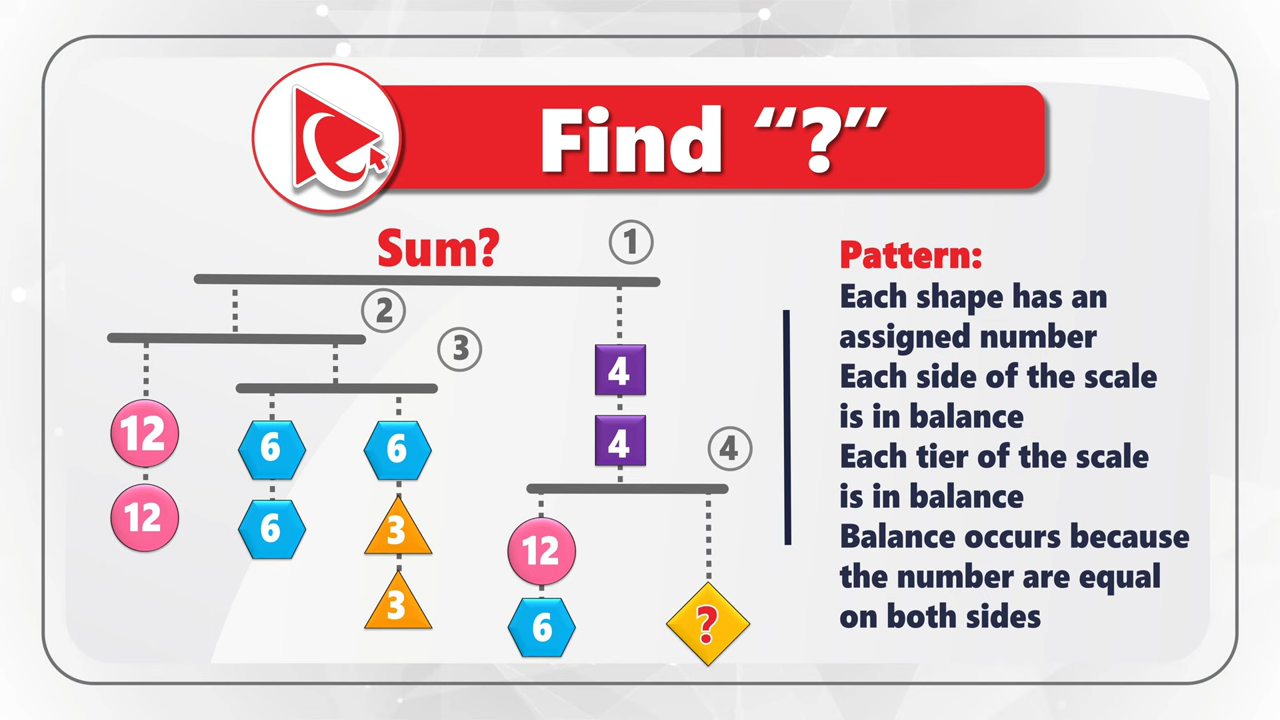 Find “?”
Sum?
1
2
3
4
12
12
6
6
6
3
3
4
4
12
6
?
Pattern:
Each shape has an
assigned number
Each side of the scale
is in balance
Each tier of the scale
is in balance
Balance occurs because
the number are equal
on both sides